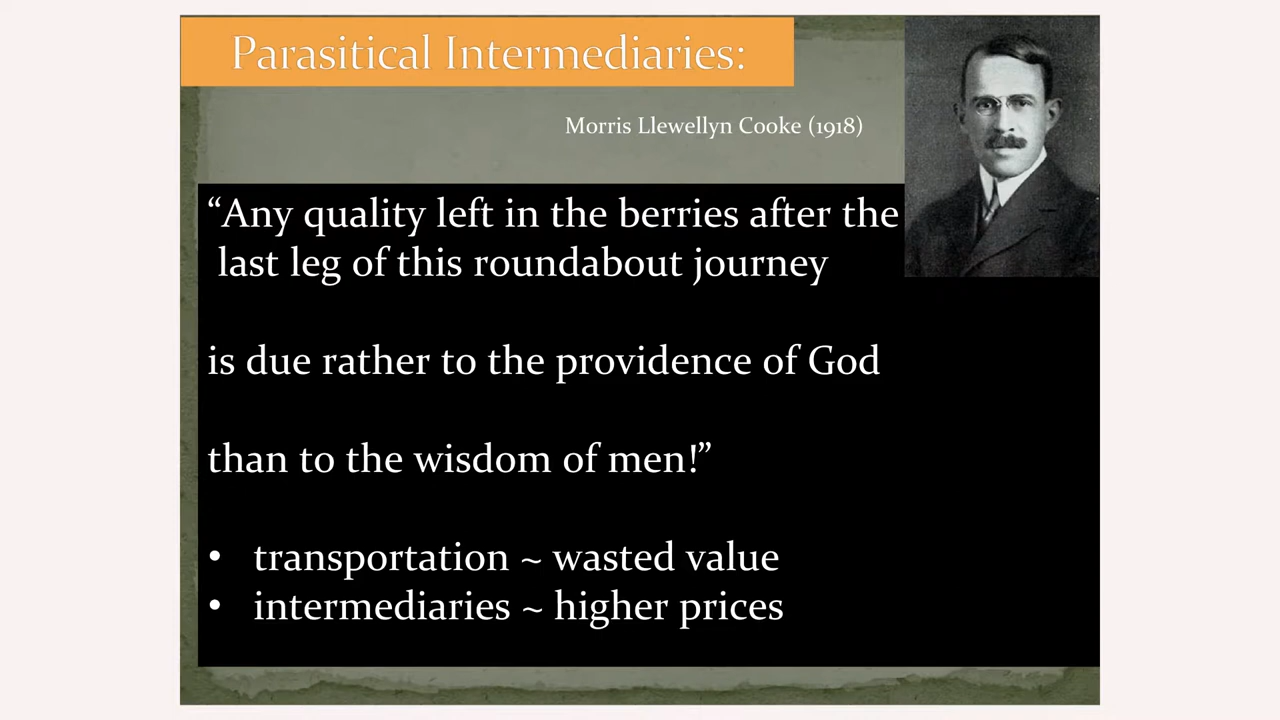 Parasitical Intermediaries:
Morris Llewellyn Cooke (1918)
“Any quality left in the berries after the
last leg of this roundabout journey
is due rather to the providence of God
than to the wisdom of men!”
• transportation ~ wasted value
• intermediaries ~ higher prices